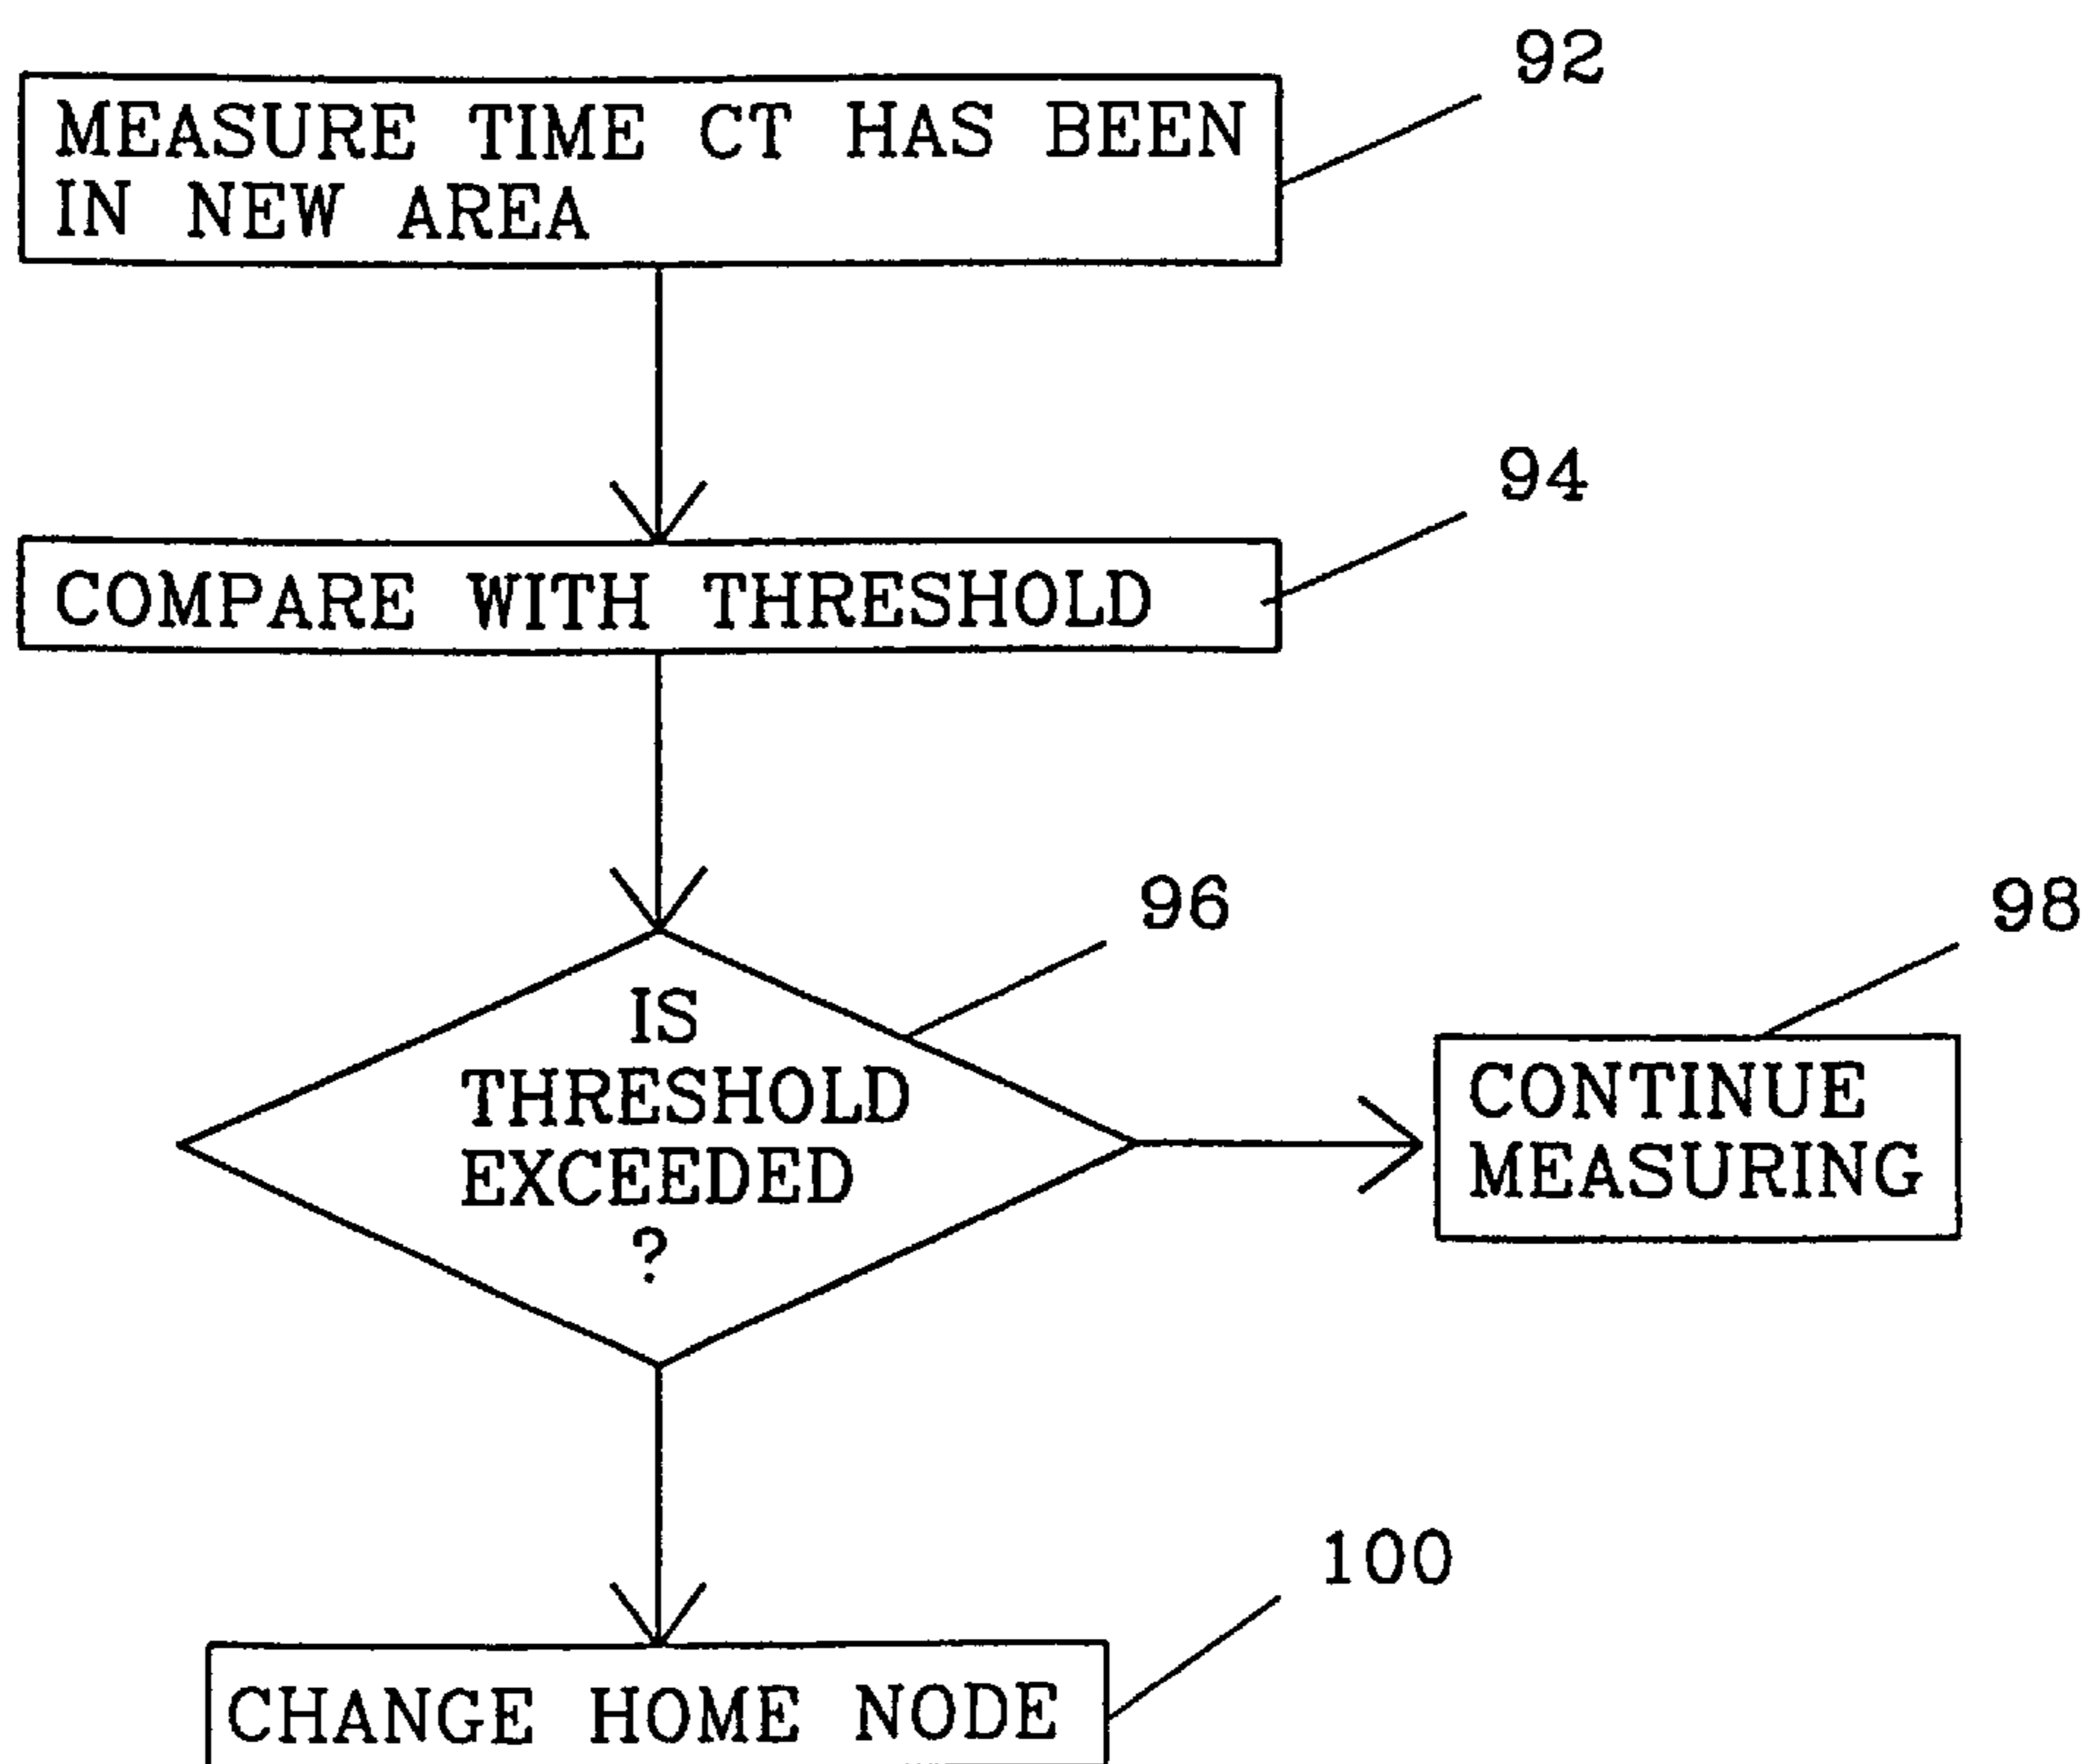 92
MEASURE TIME CT HAS BEEN
IN NEW AREA
94
COMPARE WITH THRESHOLD
96
98
IS
THRESHOLD
EXCEEDED
?
CONTINUE
MEASURING
100
CHANGE HOME NODE